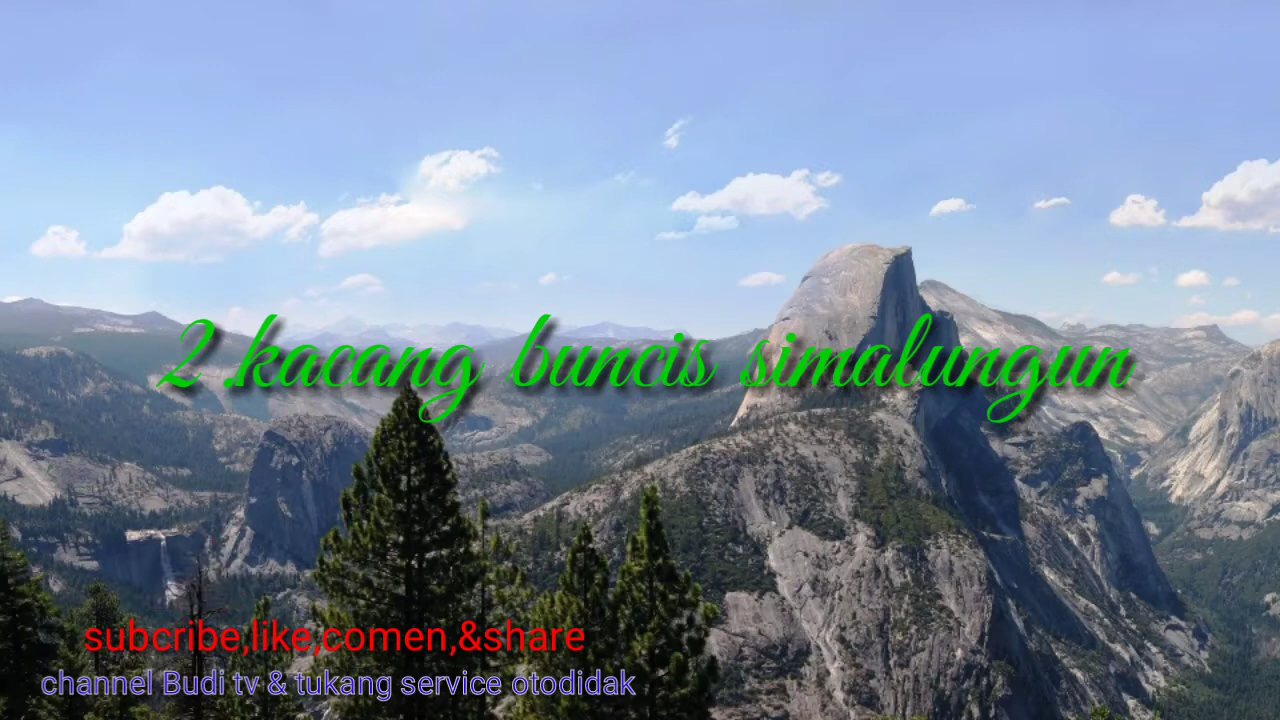 2 .kacang buncis simalungun
subcribe,like,comen,&share
channel Budi tv & tukang service otodidak